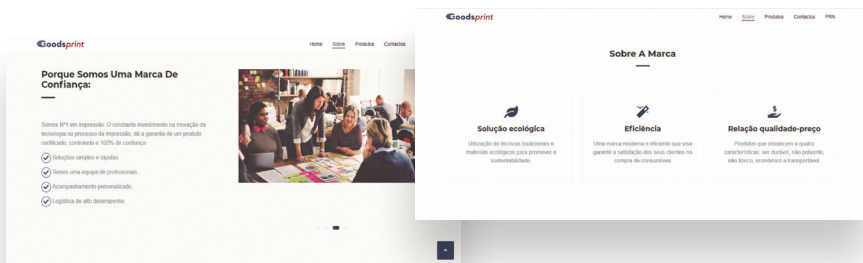 Goodsprint
Home Sobre Produtos Contactos
Porque Somos Uma Marca De
Confiança:
Somos Nº1 em impressão. O constante investimento na inovação da
tecnologia no processo da impressão, dá a garantia de um produto
certificado, controlado e 100% de confiança
Soluções simples e rápidas
Somos uma equipa de profissionais
Acompanhamento personalizado
Logística de alto desempenho
Goodsprint
Home Sobre Produtos Contactos PRN
Sobre A Marca
Solução ecológica
Utilização de técnicas tradicionais e
materiais ecológicos para promover a
sustentabilidade.
Eficiência
Uma marca moderna e eficiente que visa
garantir a satisfação dos seus clientes na
compra de consumíveis.
Relação qualidade-preço
Produtos que obedeçam a quatro
características: ser durável, não poluente,
não tóxico, económico e transportável